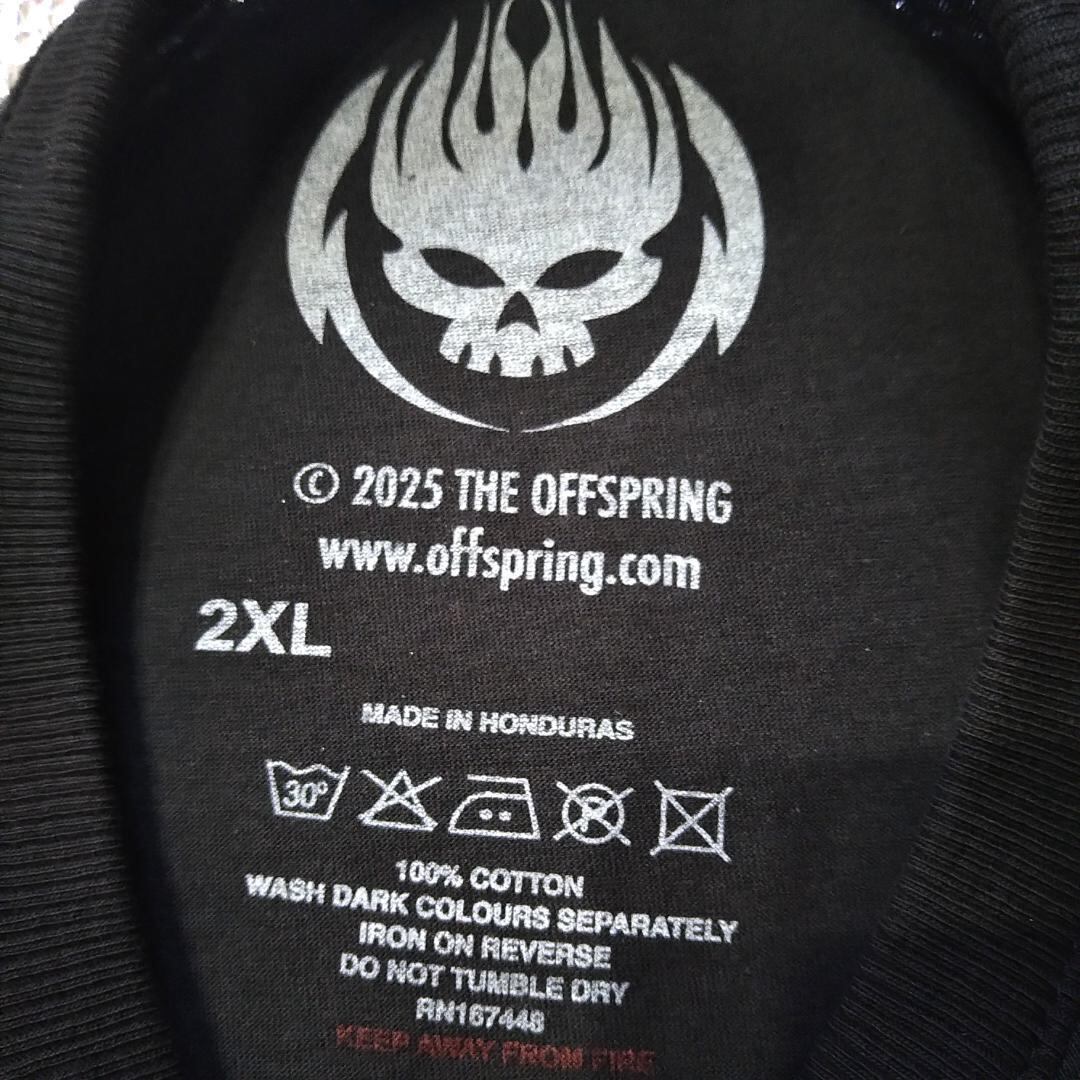 © 2025 THE OFFSPRING
www.offspring.com
2XL
MADE IN HONDURAS
30° P
100% COTTON
WASH DARK COLOURS SEPARATELY
IRON ON REVERSE
DO NOT TUMBLE DRY
RN167448
KEEP AWAY FROM FIRE